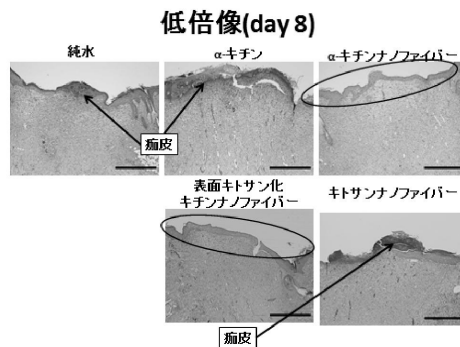 低倍像(day 8)
純水
α-キチン
α-キチンナノファイバー
痂皮
表面キトサン化
キチンナノファイバー
キトサンナノファイバー
痂皮